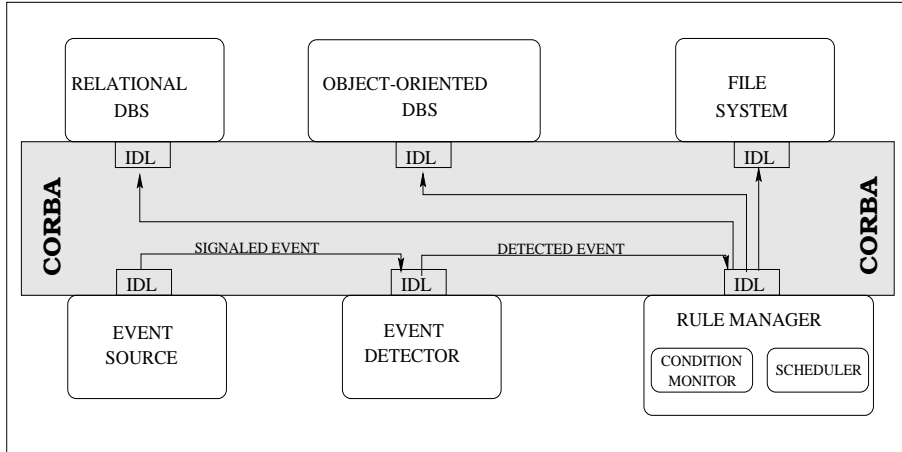 RELATIONAL
DBS
OBJECT-ORIENTED
DBS
FILE
SYSTEM
IDL
IDL
IDL
CORBA
CORBA
SIGNALED EVENT
DETECTED EVENT
IDL
IDL
IDL
EVENT
SOURCE
EVENT
DETECTOR
RULE MANAGER
CONDITION
MONITOR
SCHEDULER